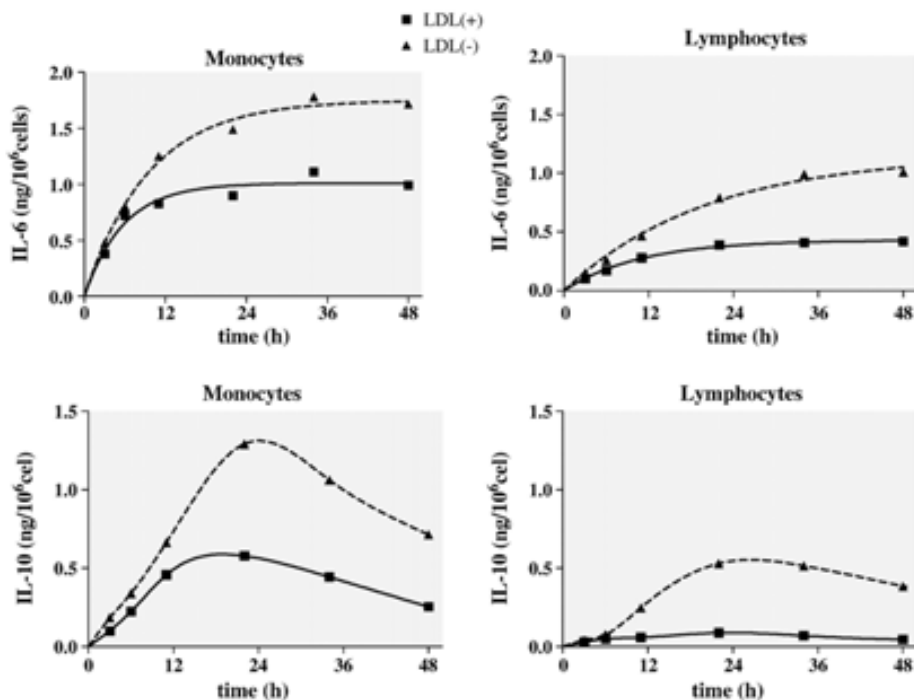 LDL(+)
LDL(-)
Monocytes
IL-6 (ng/10⁶cells)
2.0
1.5
1.0
0.5
0.0
0 12 24 36 48
time (h)
Lymphocytes
IL-6 (ng/10⁶cells)
2.0
1.5
1.0
0.5
0.0
0 12 24 36 48
time (h)
Monocytes
IL-10 (ng/10⁶cel)
1.5
1.0
0.5
0.0
0 12 24 36 48
time (h)
Lymphocytes
IL-10 (ng/10⁶cel)
1.5
1.0
0.5
0.0
0 12 24 36 48
time (h)